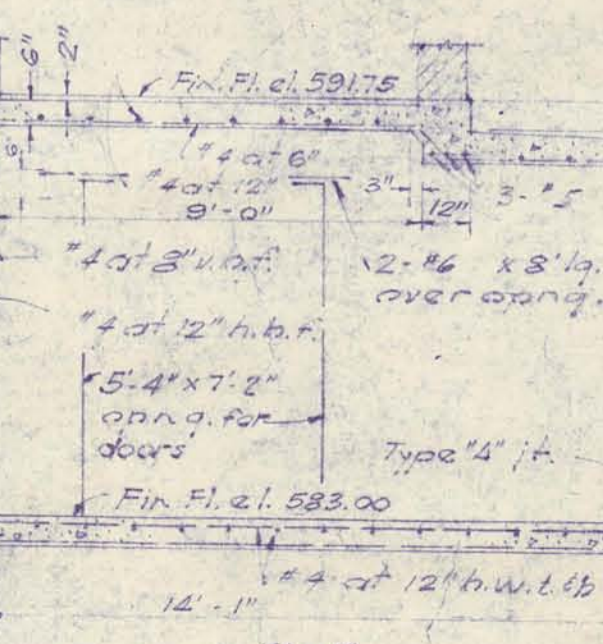 6"
2"
Fin. Fl. el. 591.75
6"
#4 at 6"
#4 at 12"
9'-0"
3"
12"
3-#5
#4 at 8" v.o.f.
2-#6 x 8' lg.
over opng.
#4 at 12" h.b.f.
5'-4" x 7'-2"
opng. for
doors
Type "4" jt.
Fin. Fl. el. 583.00
#4 at 12" b.w.t. &b
14'-1"